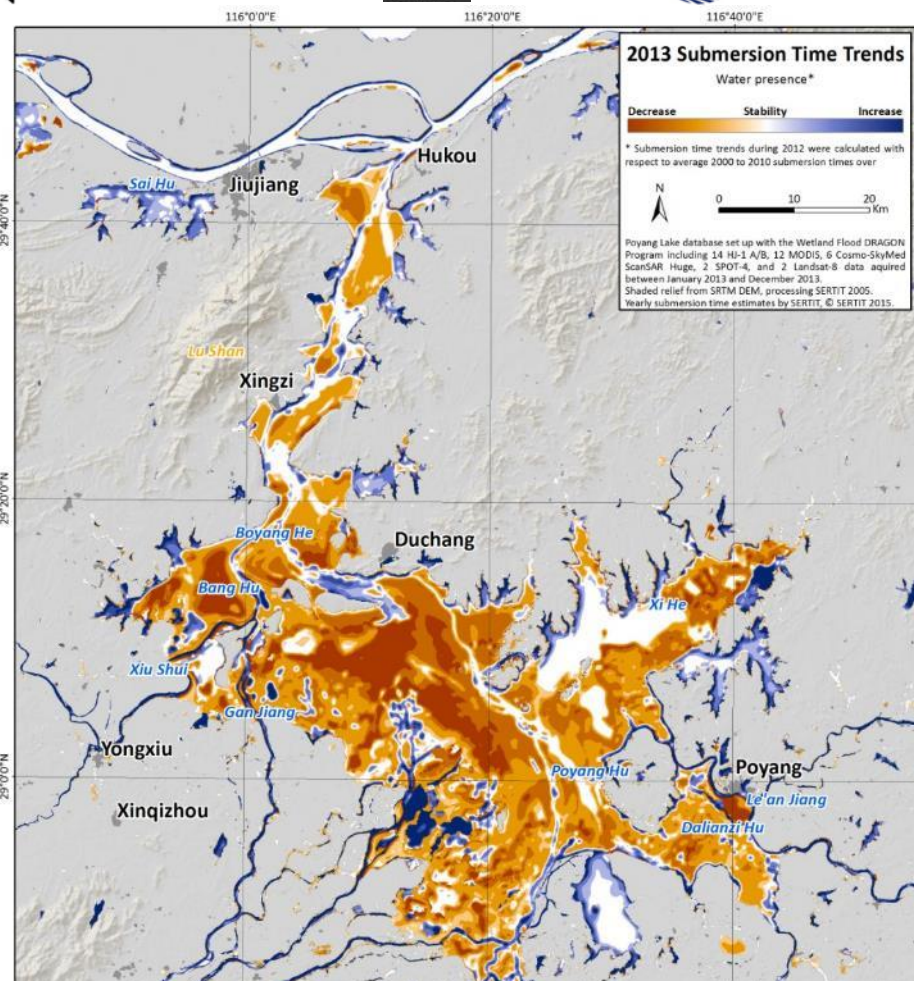 116°0'0"E
116°20'0"E
116°40'0"E
2013 Submersion Time Trends
Water presence*
Decrease Stability Increase
* Submersion time trends during 2012 were calculated with
respect to average 2000 to 2010 submersion times over
N
0 10 20
Km
Poyang Lake database set up with the Wetland Flood DRAGON
Program including 14 HJ-1 A/B, 12 MODIS, 6 Cosmo-SkyMed
ScanSAR Huge, 2 SPOT-4, and 2 Landsat-8 data aquired
between January 2013 and December 2013.
Shaded relief from SRTM DEM, processing SERTIT 2005.
Yearly submersion time estimates by SERTIT, © SERTIT 2015.
Hukou
Sai Hu
Jiujiang
29°40'0"N
Lu Shan
Xingzi
29°20'0"N
Boyang He
Duchang
Bang Hu
Xi He
Xiu Shui
Gan Jiang
Yongxiu
29°0'0"N
Poyang Hu
Poyang
Le'an Jiang
Xinqizhou
Dalianzi Hu